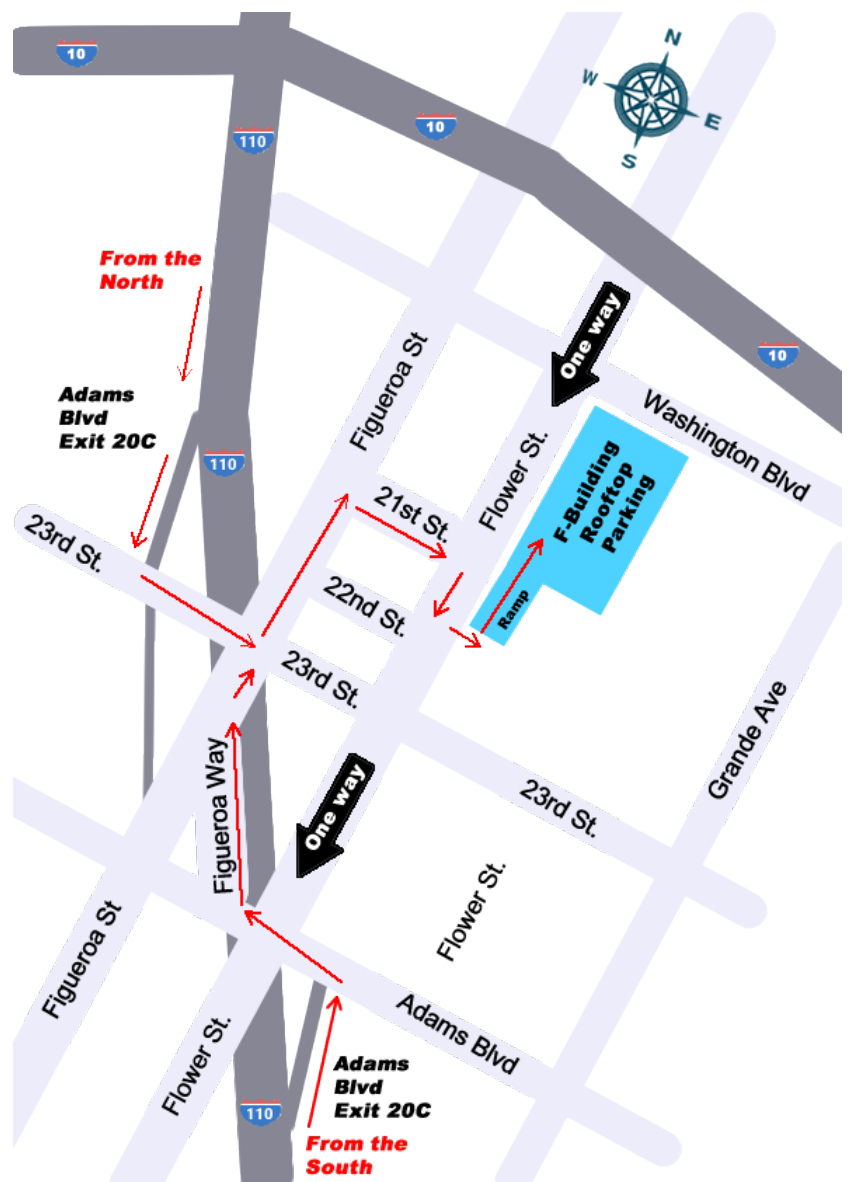 N
W
E
S
10
110
10
From the
North
One way
10
Figueroa St
Adams
Blvd
Exit 20C
Washington Blvd
110
Flower St.
F-Building
Rooftop
Parking
21st St.
23rd St.
22nd St.
Ramp
23rd St.
Grande Ave
23rd St.
Figueroa Way
One way
Flower St.
Figueroa St
Adams Blvd
Flower St.
Adams
Blvd
Exit 20C
110
From the
South